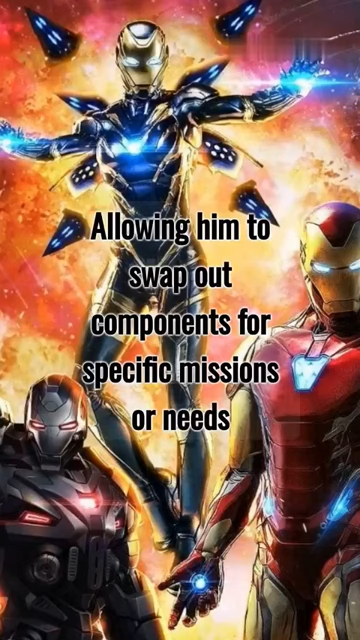 Allowing him to
swap out
components for
specific missions
or needs